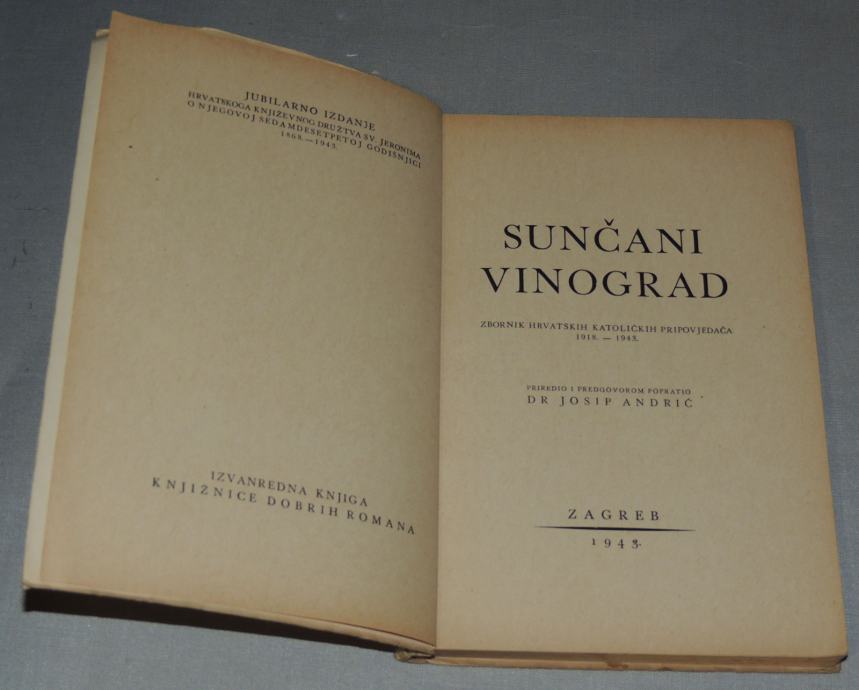 JUBILARNO IZDANJE
HRVATSKOGA KNJIŽEVNOG DRUŽTVA SV. JERONIMA
O NJEGOVOJ SEDAMDESETPETOJ GODIŠNJICI
1868. — 1943.
IZVANREDNA KNJIGA
KNJIŽNICE DOBRIH ROMANA
SUNČANI
VINOGRAD
ZBORNIK HRVATSKIH KATOLIČKIH PRIPOVJEDAČA
1918. — 1943.
PRIREDIO I PREDGOVOROM POPRATIO
DR JOSIP ANDRIĆ
ZAGREB
1943.